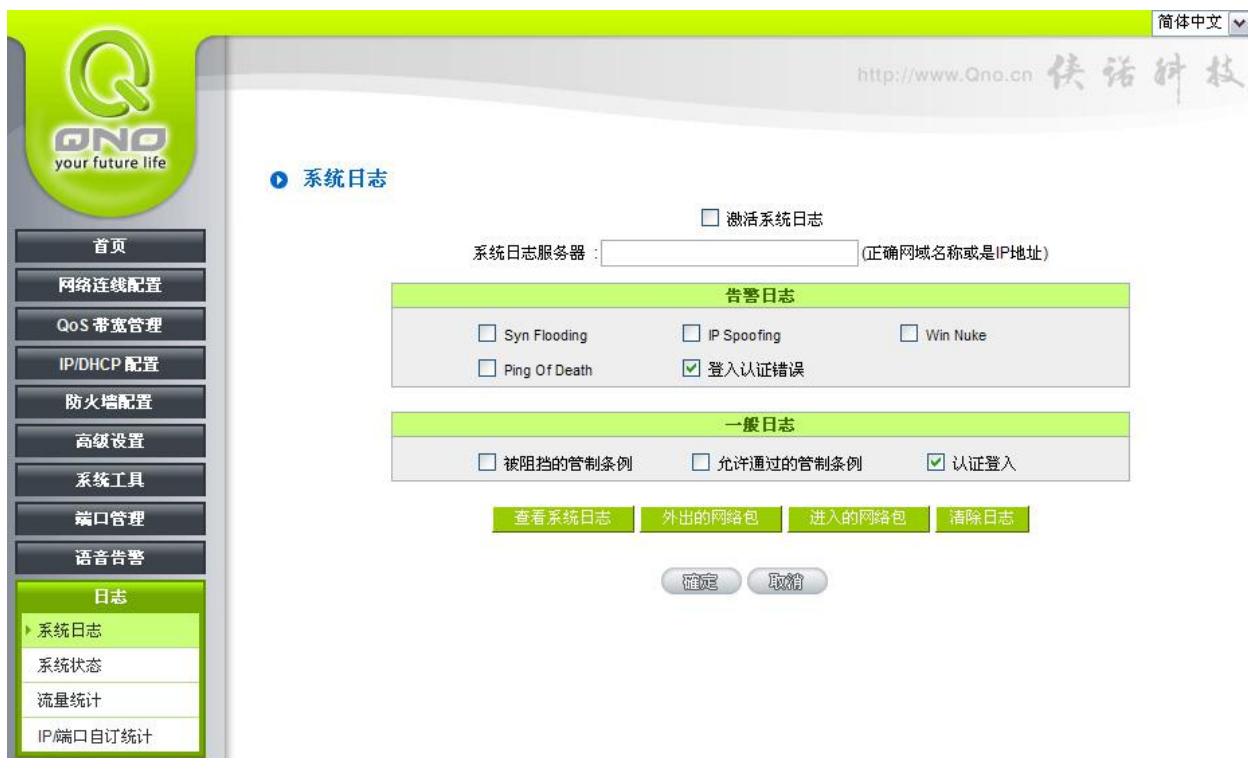 简体中文
http://www.Qno.cn 侠诺科技
QNO
your future life
首页
网络连线配置
QoS 带宽管理
IP/DHCP 配置
防火墙配置
高级设置
系统工具
端口管理
语音告警
日志
系统日志
系统状态
流量统计
IP/端口自订统计
系统日志
激活系统日志
系统日志服务器 : (正确网域名称或是IP地址)
告警日志
Syn Flooding IP Spoofing Win Nuke
Ping Of Death 登入认证错误
一般日志
被阻挡的管制条例 允许通过的管制条例 认证登入
查看系统日志 外出的网络包 进入的网络包 清除日志
確定 取消